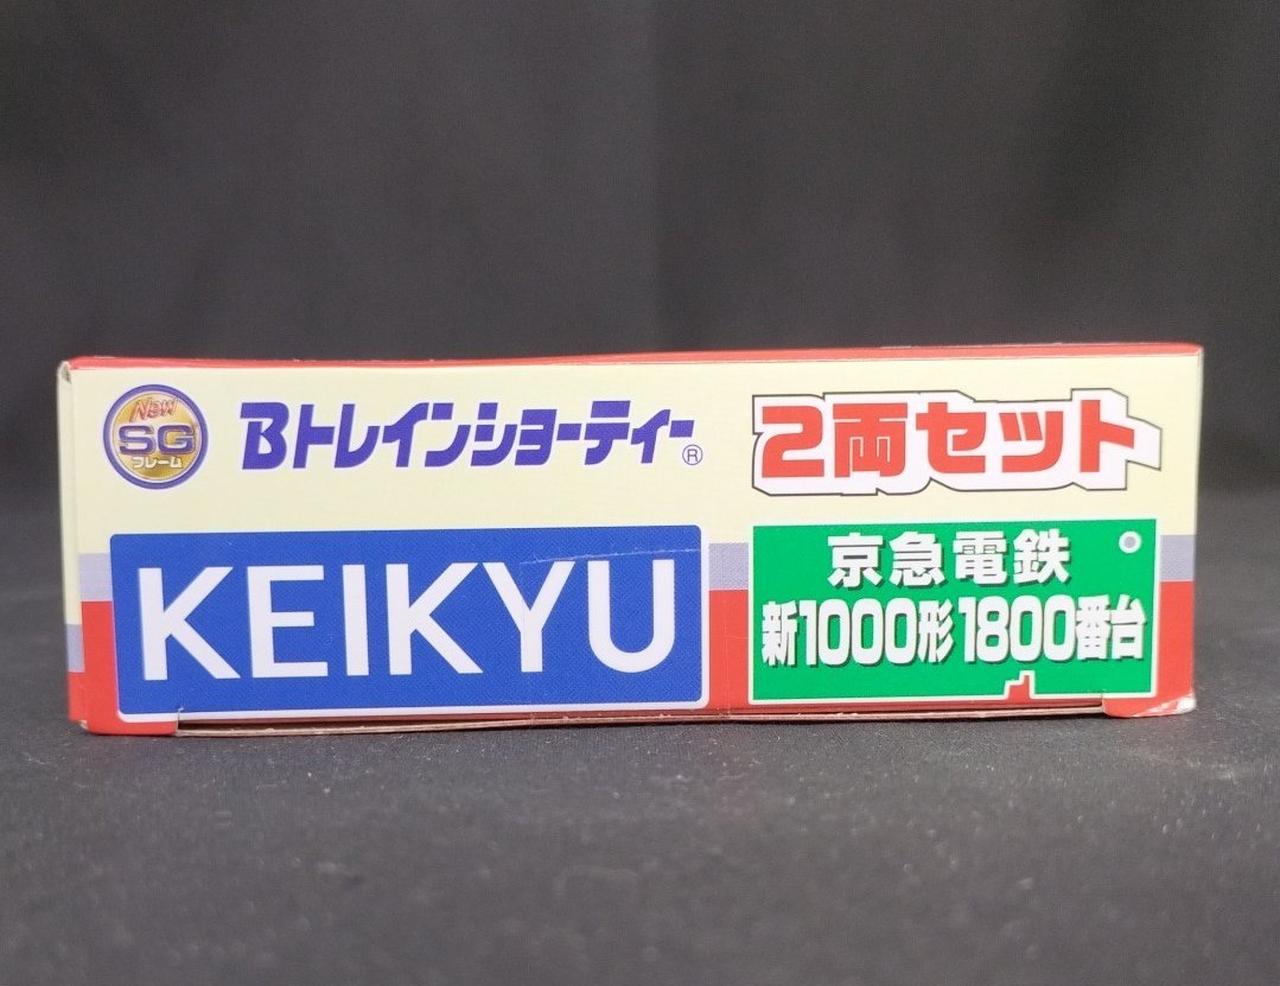 New
SG
フレーム
Bトレインショーティー®
2両セット
KEIKYU
京急電鉄
新1000形1800番台